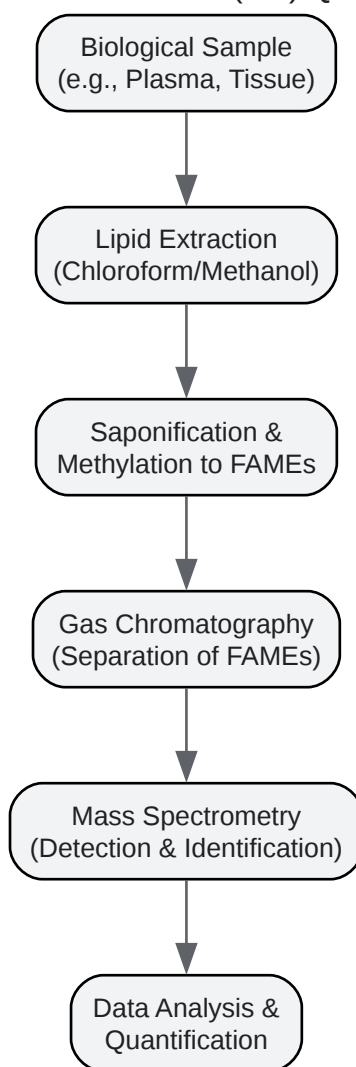 Biological Sample
(e.g., Plasma, Tissue)
Lipid Extraction
(Chloroform/Methanol)
Saponification &
Methylation to FAMEs
Gas Chromatography
(Separation of FAMEs)
Mass Spectrometry
(Detection & Identification)
Data Analysis &
Quantification